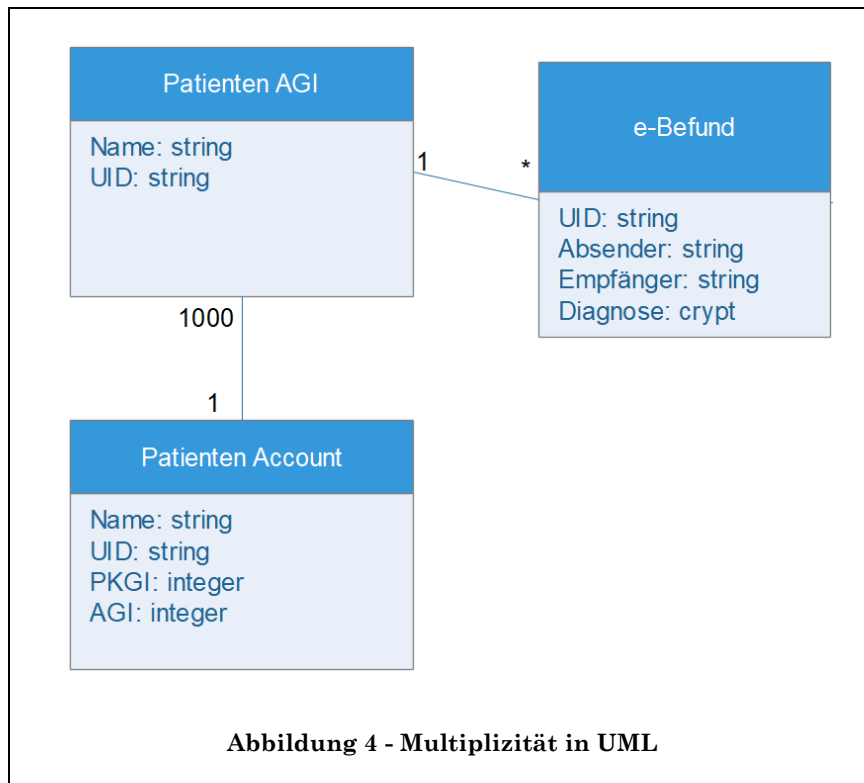 Patienten AGI
Name: string
UID: string
1
*
e-Befund
UID: string
Absender: string
Empfänger: string
Diagnose: crypt
1000
1
Patienten Account
Name: string
UID: string
PKGI: integer
AGI: integer
Abbildung 4 - Multiplizität in UML